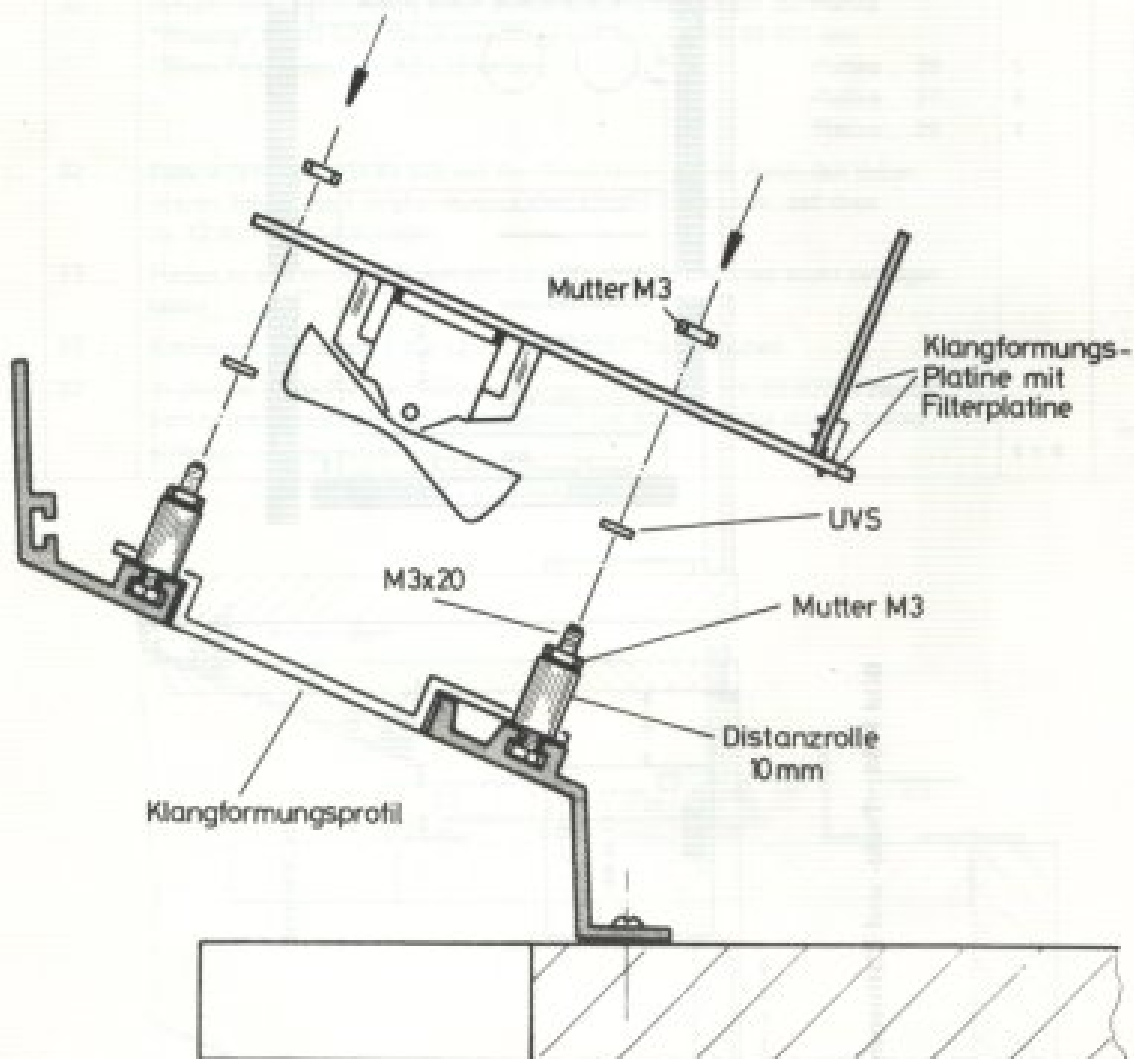 Mutter M3
Klangformungs-
Platine mit
Filterplatine
UVS
M3x20
Mutter M3
Distanzrolle
10mm
Klangformungsprofil